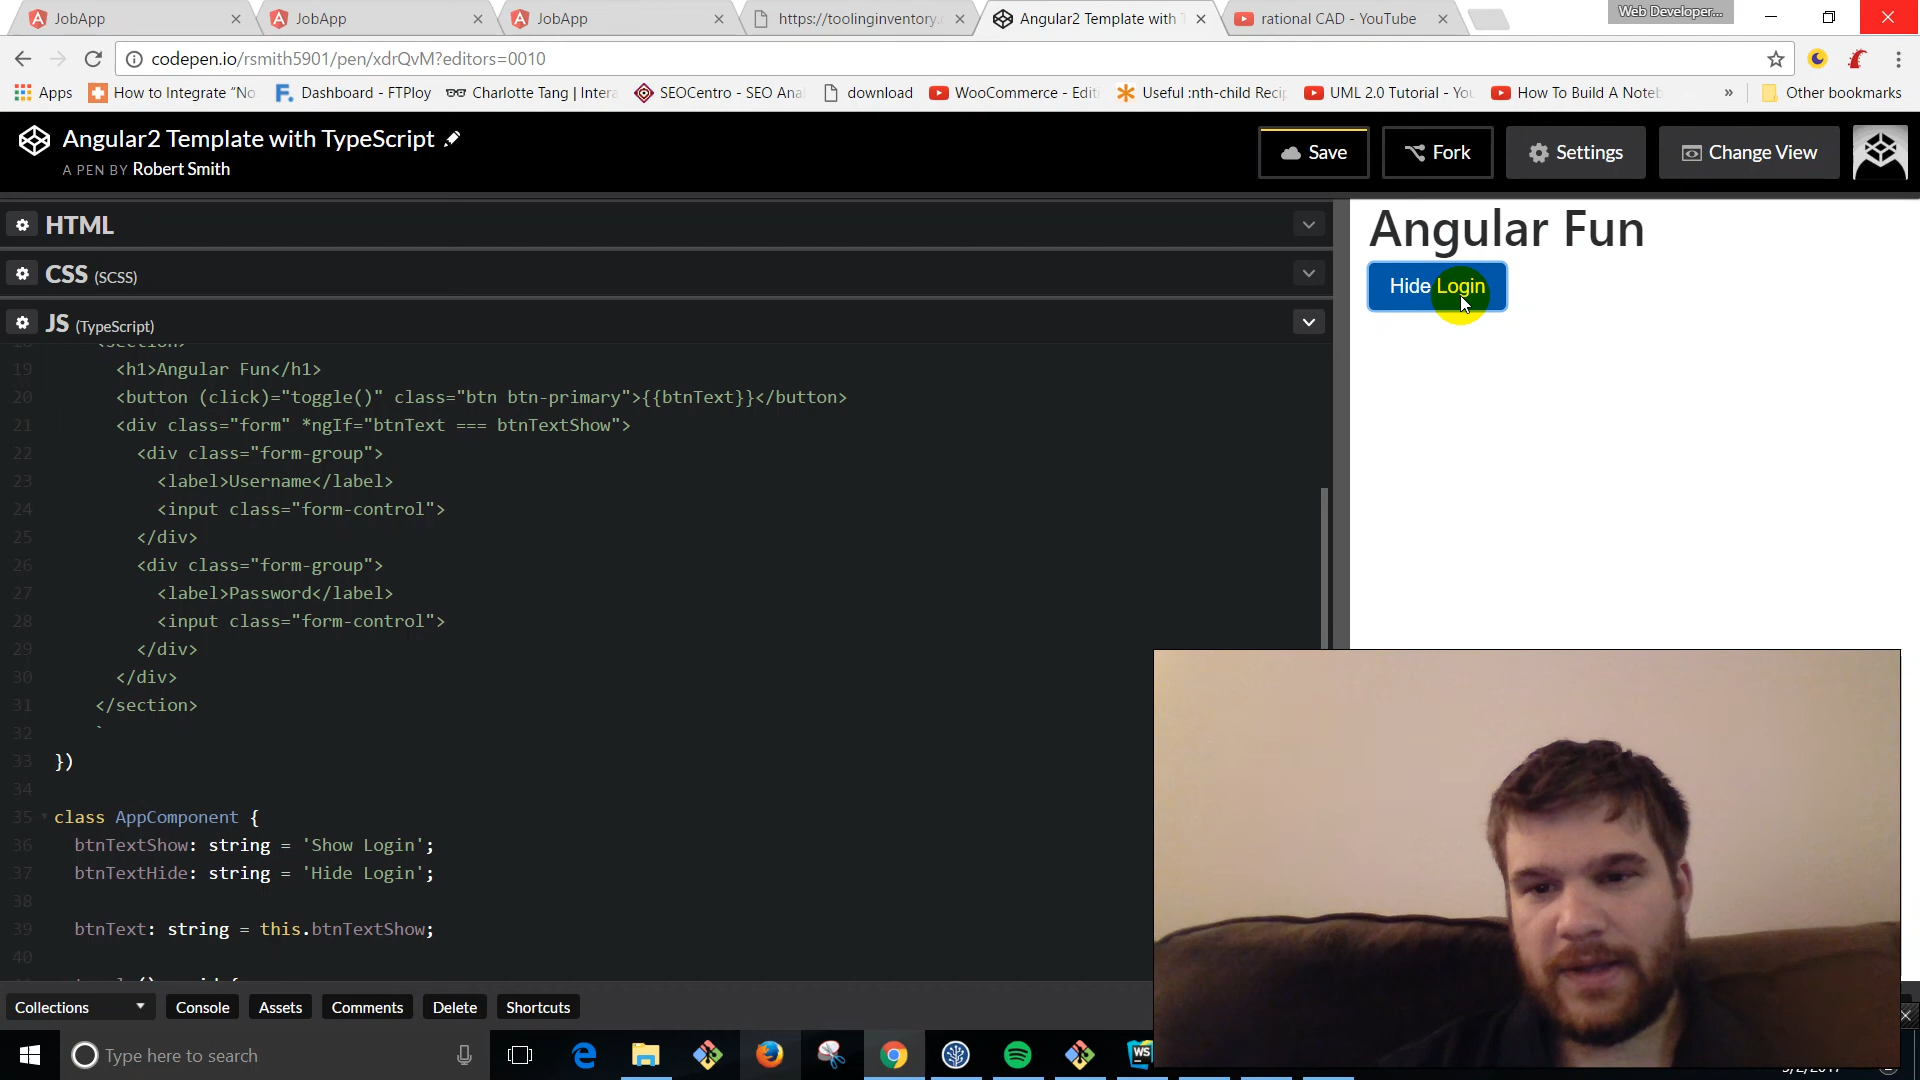 JobApp
JobApp
JobApp
https://toolinginventory.
Angular2 Template with
rational CAD - YouTube
Web Developer...
codepen.io/rsmith5901/pen/xdrQvM?editors=0010
Apps
How to Integrate “No
Dashboard - FTPloy
Charlotte Tang | Intera
SEOCentro - SEO Anal
download
WooCommerce - Editi
Useful :nth-child Recip
UML 2.0 Tutorial - You
How To Build A Noteb
»
Other bookmarks
Angular2 Template with TypeScript
A PEN BY Robert Smith
Save
Fork
Settings
Change View
HTML
CSS (SCSS)
JS (TypeScript)
18 <section>
19 <h1>Angular Fun</h1>
20 <button (click)="toggle()" class="btn btn-primary">{{btnText}}</button>
21 <div class="form" *ngIf="btnText === btnTextShow">
22 <div class="form-group">
23 <label>Username</label>
24 <input class="form-control">
25 </div>
26 <div class="form-group">
27 <label>Password</label>
28 <input class="form-control">
29 </div>
30 </div>
31 </section>
32 `
33 })
34
35 class AppComponent {
36 btnTextShow: string = 'Show Login';
37 btnTextHide: string = 'Hide Login';
38
39 btnText: string = this.btnTextShow;
40
Angular Fun
Hide Login
Collections
Console
Assets
Comments
Delete
Shortcuts
Type here to search
WS